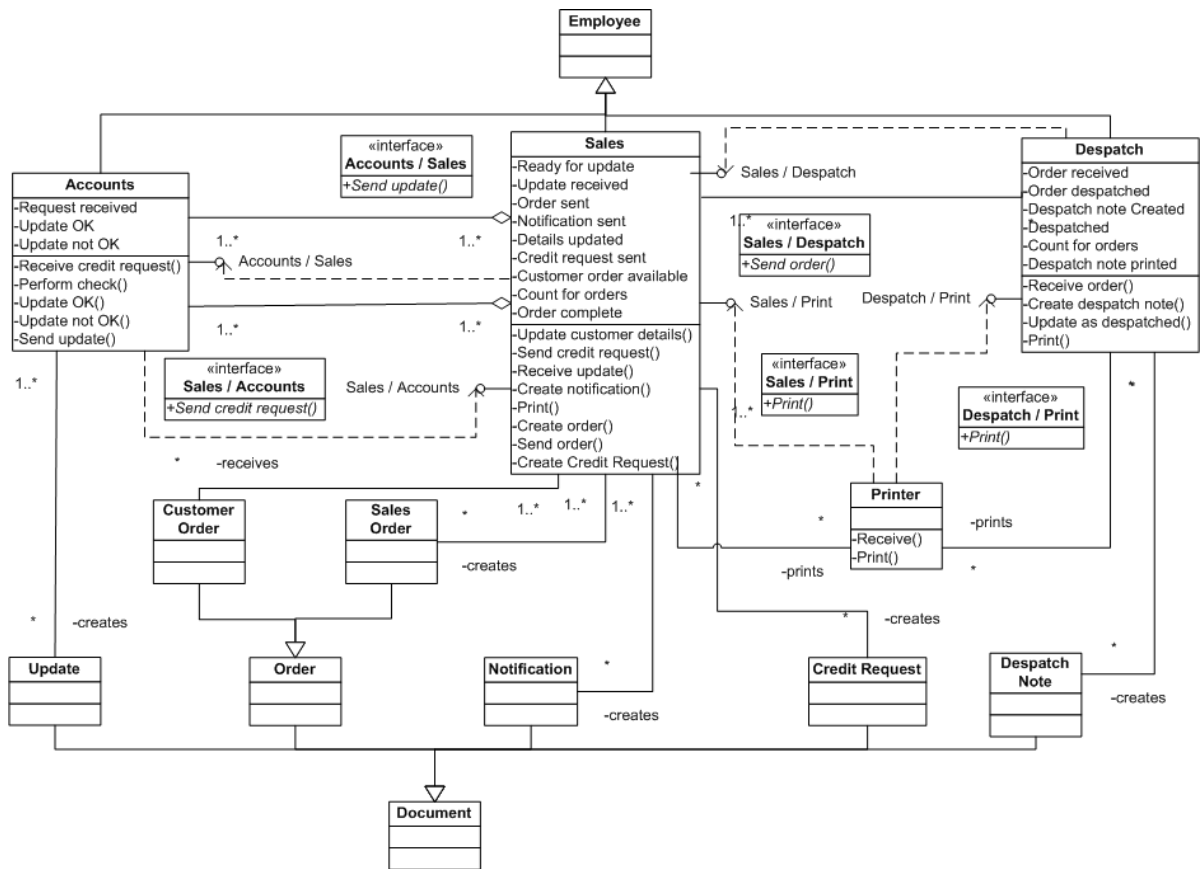 Employee
«interface»
Accounts / Sales
+Send update()
Sales
-Ready for update
-Update received
-Order sent
-Notification sent
-Details updated
-Credit request sent
-Customer order available
-Count for orders
-Order complete
-Update customer details()
-Send credit request()
-Receive update()
-Create notification()
-Print()
-Create order()
-Send order()
-Create Credit Request()
Despatch
-Order received
-Order despatched
-Despatch note Created
-Despatched
-Count for orders
-Despatch note printed
-Receive order()
-Create despatch note()
-Update as despatched()
-Print()
Accounts
-Request received
-Update OK
-Update not OK
-Receive credit request()
-Perform check()
-Update OK()
-Update not OK()
-Send update()
Sales / Despatch
1..*
*
«interface»
Sales / Despatch
+Send order()
1..*
1..*
Accounts / Sales
1..*
1..*
Sales / Print
Despatch / Print
«interface»
Sales / Accounts
+Send credit request()
Sales / Accounts
«interface»
Sales / Print
+Print()
1..*
«interface»
Despatch / Print
+Print()
1..*
*
*
-receives
*
1..*
1..*
1..*
*
Customer
Order
Sales
Order
-creates
Printer
-Receive()
-Print()
*
-prints
-prints
*
*
-creates
*
-creates
*
-creates
*
-creates
Update
Order
Notification
Credit Request
Despatch
Note
Document